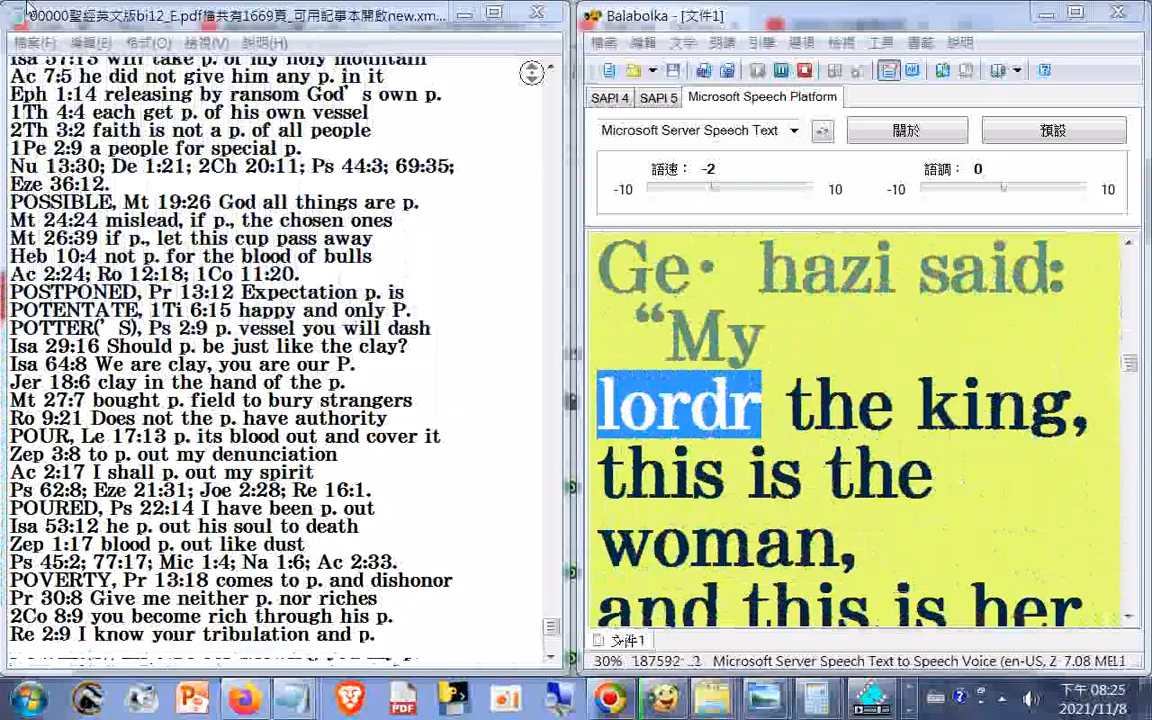 00000聖經英文版bi12_E.pdf檔共有1669頁_可用記事本開啟new.xm...
檔案(F) 編輯(E) 格式(O) 檢視(V) 說明(H)
Isa 57:13 will take p. of my holy mountain
Ac 7:5 he did not give him any p. in it
Eph 1:14 releasing by ransom God’s own p.
1Th 4:4 each get p. of his own vessel
2Th 3:2 faith is not a p. of all people
1Pe 2:9 a people for special p.
Nu 13:30; De 1:21; 2Ch 20:11; Ps 44:3; 69:35;
Eze 36:12.
POSSIBLE, Mt 19:26 God all things are p.
Mt 24:24 mislead, if p., the chosen ones
Mt 26:39 if p., let this cup pass away
Heb 10:4 not p. for the blood of bulls
Ac 2:24; Ro 12:18; 1Co 11:20.
POSTPONED, Pr 13:12 Expectation p. is
POTENTATE, 1Ti 6:15 happy and only P.
POTTER(’S), Ps 2:9 p. vessel you will dash
Isa 29:16 Should p. be just like the clay?
Isa 64:8 We are clay, you are our P.
Jer 18:6 clay in the hand of the p.
Mt 27:7 bought p. field to bury strangers
Ro 9:21 Does not the p. have authority
POUR, Le 17:13 p. its blood out and cover it
Zep 3:8 to p. out my denunciation
Ac 2:17 I shall p. out my spirit
Ps 62:8; Eze 21:31; Joe 2:28; Re 16:1.
POURED, Ps 22:14 I have been p. out
Isa 53:12 he p. out his soul to death
Zep 1:17 blood p. out like dust
Ps 45:2; 77:17; Mic 1:4; Na 1:6; Ac 2:33.
POVERTY, Pr 13:18 comes to p. and dishonor
Pr 30:8 Give me neither p. nor riches
2Co 8:9 you become rich through his p.
Re 2:9 I know your tribulation and p.
Balabolka - [文件1]
檔案 編輯 文字 朗讀 引擎 選項 檢視 工具 書籤 說明
SAPI 4 SAPI 5 Microsoft Speech Platform
Microsoft Server Speech Text 關於 預設
語速: -2 語調: 0
-10 10 -10 10
Ge· hazi said:
“My
lordr the king,
this is the
woman,
and this is her
文件1
30% Microsoft Server Speech Text to Speech Voice (en-US, Z 7.08
PDF
下午 08:25
2021/11/8